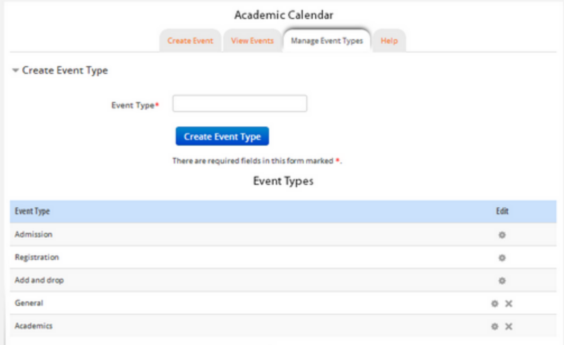 Academic Calendar
Create Event View Events Manage Event Types Help
Create Event Type
Event Type*
Create Event Type
There are required fields in this form marked *.
Event Types
Event Type Edit
Admission
Registration
Add and drop
General
Academics